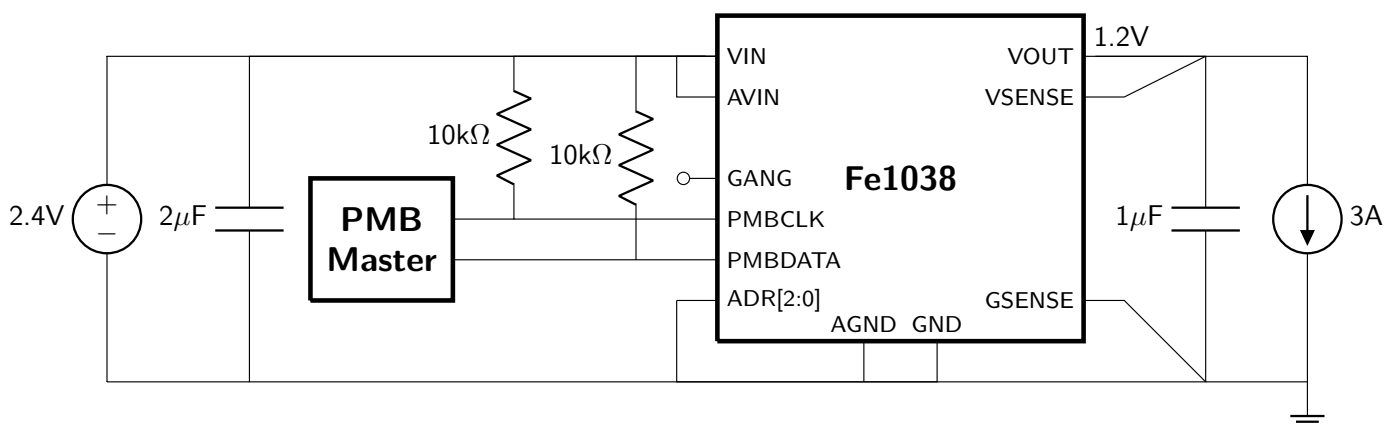 VIN
AVIN
GANG
PMBCLK
PMBDATA
ADR[2:0]
AGND
GND
VOUT
VSENSE
GSENSE
Fe1038
1.2V
10kΩ
10kΩ
PMB
Master
2.4V
+
−
2μF
1μF
3A